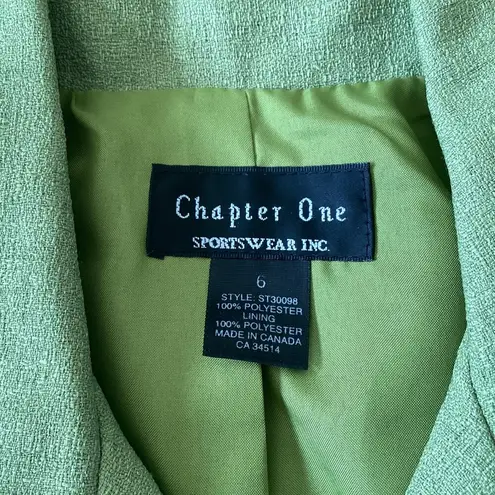 Chapter One
SPORTSWEAR INC.
6
STYLE: ST30098
100% POLYESTER
LINING
100% POLYESTER
MADE IN CANADA
CA 34514